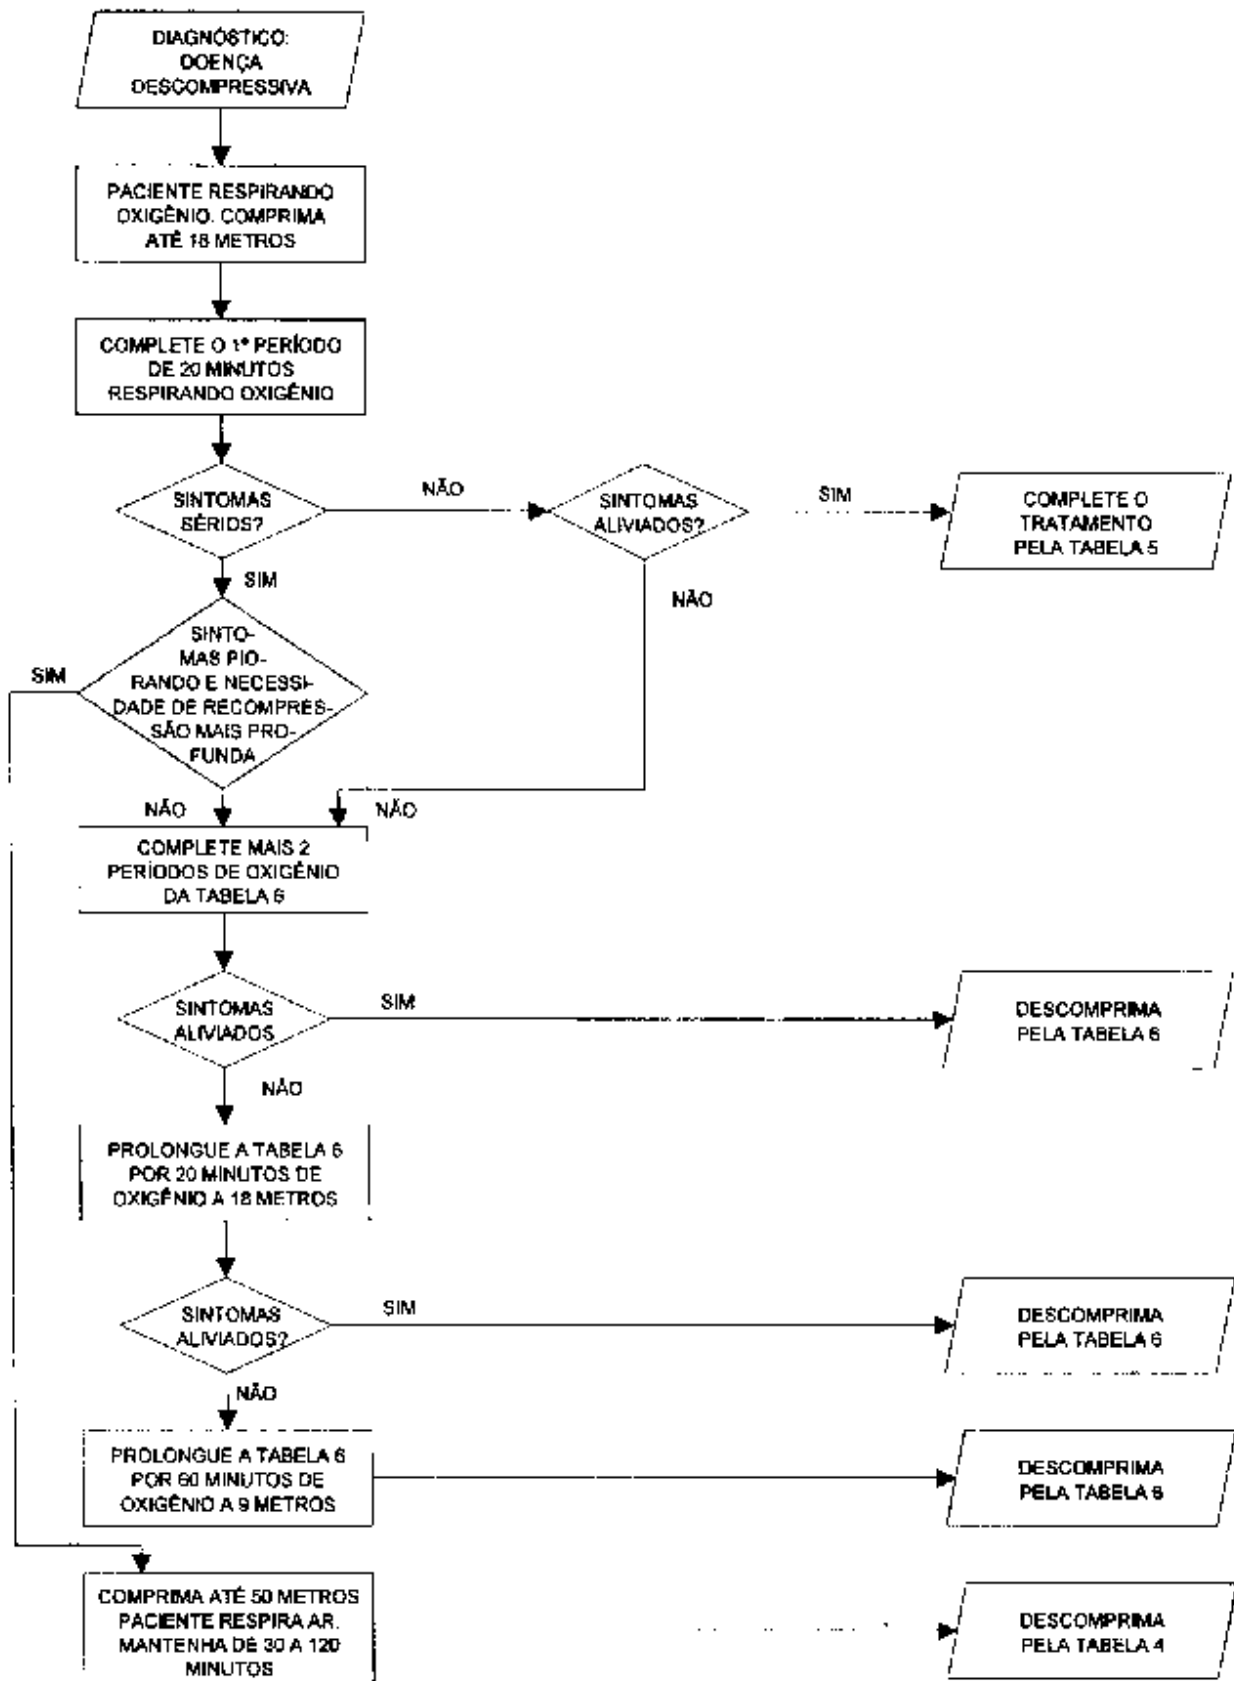 DIAGNÓSTICO:
DOENÇA
DESCOMPRESSIVA
PACIENTE RESPIRANDO
OXIGÊNIO. COMPRIMA
ATÉ 18 METROS
COMPLETE O 1º PERÍODO
DE 20 MINUTOS
RESPIRANDO OXIGÊNIO
SINTOMAS
SÉRIOS?
NÃO
SINTOMAS
ALIVIADOS?
SIM
COMPLETE O
TRATAMENTO
PELA TABELA 5
SIM
NÃO
SINTO-
MAS PIO-
RANDO E NECESSI-
DADE DE RECOMPRES-
SÃO MAIS PRO-
FUNDA
SIM
NÃO
NÃO
COMPLETE MAIS 2
PERÍODOS DE OXIGÊNIO
DA TABELA 6
SINTOMAS
ALIVIADOS
SIM
DESCOMPRIMA
PELA TABELA 6
NÃO
PROLONGUE A TABELA 6
POR 20 MINUTOS DE
OXIGÊNIO A 18 METROS
SINTOMAS
ALIVIADOS?
SIM
DESCOMPRIMA
PELA TABELA 6
NÃO
PROLONGUE A TABELA 6
POR 60 MINUTOS DE
OXIGÊNIO A 9 METROS
DESCOMPRIMA
PELA TABELA 6
COMPRIMA ATÉ 50 METROS
PACIENTE RESPIRA AR.
MANTENHA DE 30 A 120
MINUTOS
DESCOMPRIMA
PELA TABELA 4